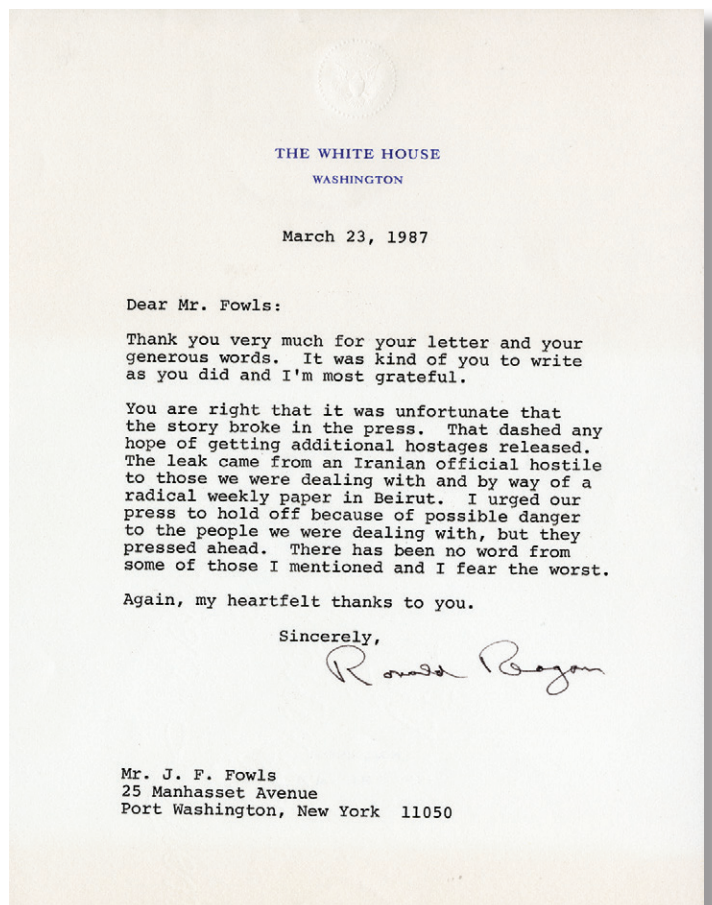 THE WHITE HOUSE
WASHINGTON
March 23, 1987
Dear Mr. Fowls:
Thank you very much for your letter and your
generous words.  It was kind of you to write
as you did and I'm most grateful.
You are right that it was unfortunate that
the story broke in the press.  That dashed any
hope of getting additional hostages released.
The leak came from an Iranian official hostile
to those we were dealing with and by way of a
radical weekly paper in Beirut.  I urged our
press to hold off because of possible danger
to the people we were dealing with, but they
pressed ahead.  There has been no word from
some of those I mentioned and I fear the worst.
Again, my heartfelt thanks to you.
Sincerely,
Ronald Reagan
Mr. J. F. Fowls
25 Manhasset Avenue
Port Washington, New York  11050